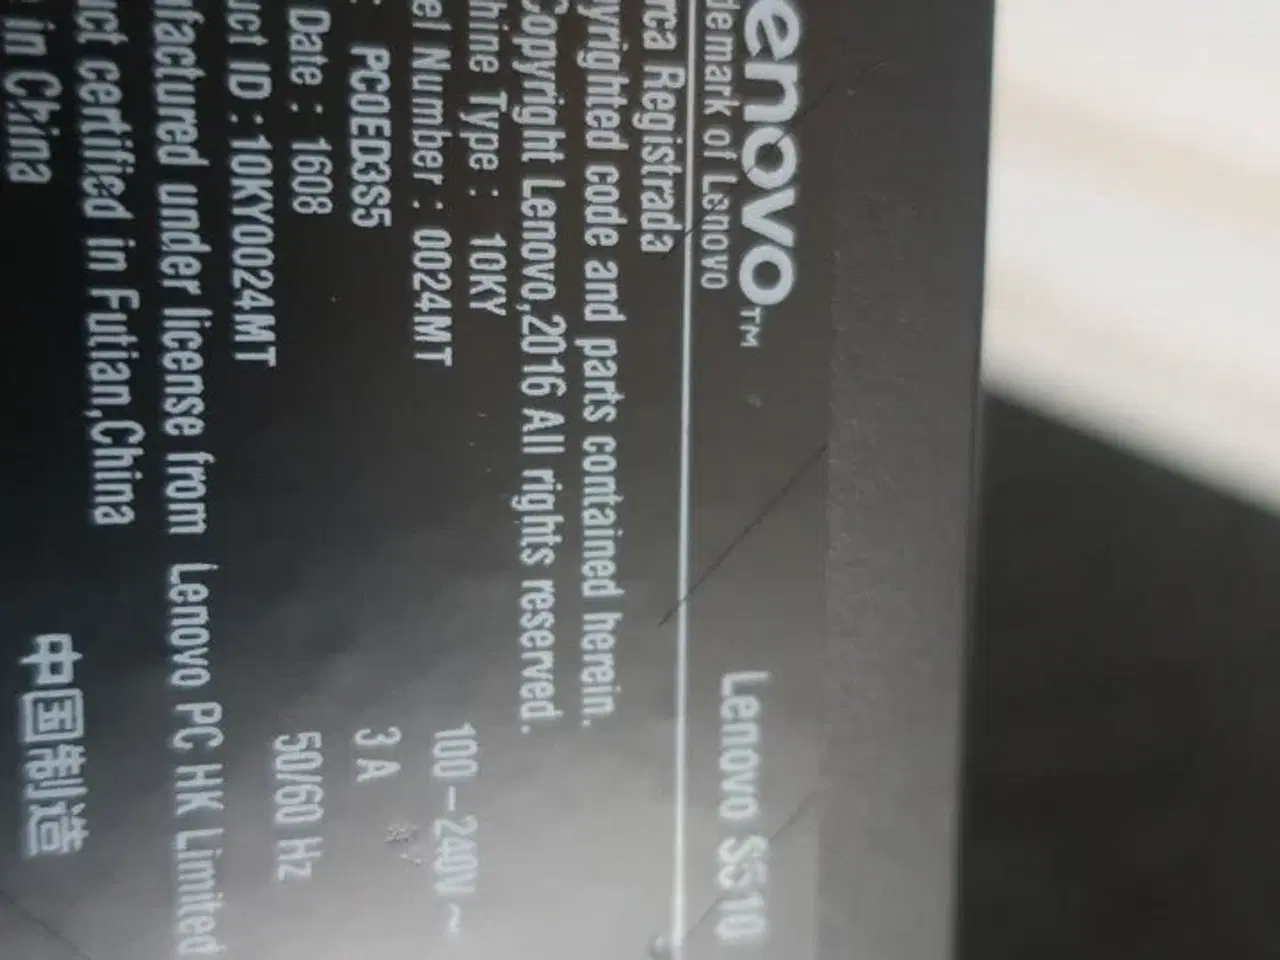 enovo™
demark of Lenovo
Lenovo S510
rca Registrada
yrighted code and parts contained herein.
Copyright Lenovo,2016 All rights reserved.
hine Type : 10KY
100-240V~
el Number : 0024MT
3 A
: PC0ED3S5
50/60 Hz
Date : 1608
uct ID : 10KY0024MT
ufactured under license from Lenovo PC HK Limited
uct certified in Futian,China
in China
中国制造